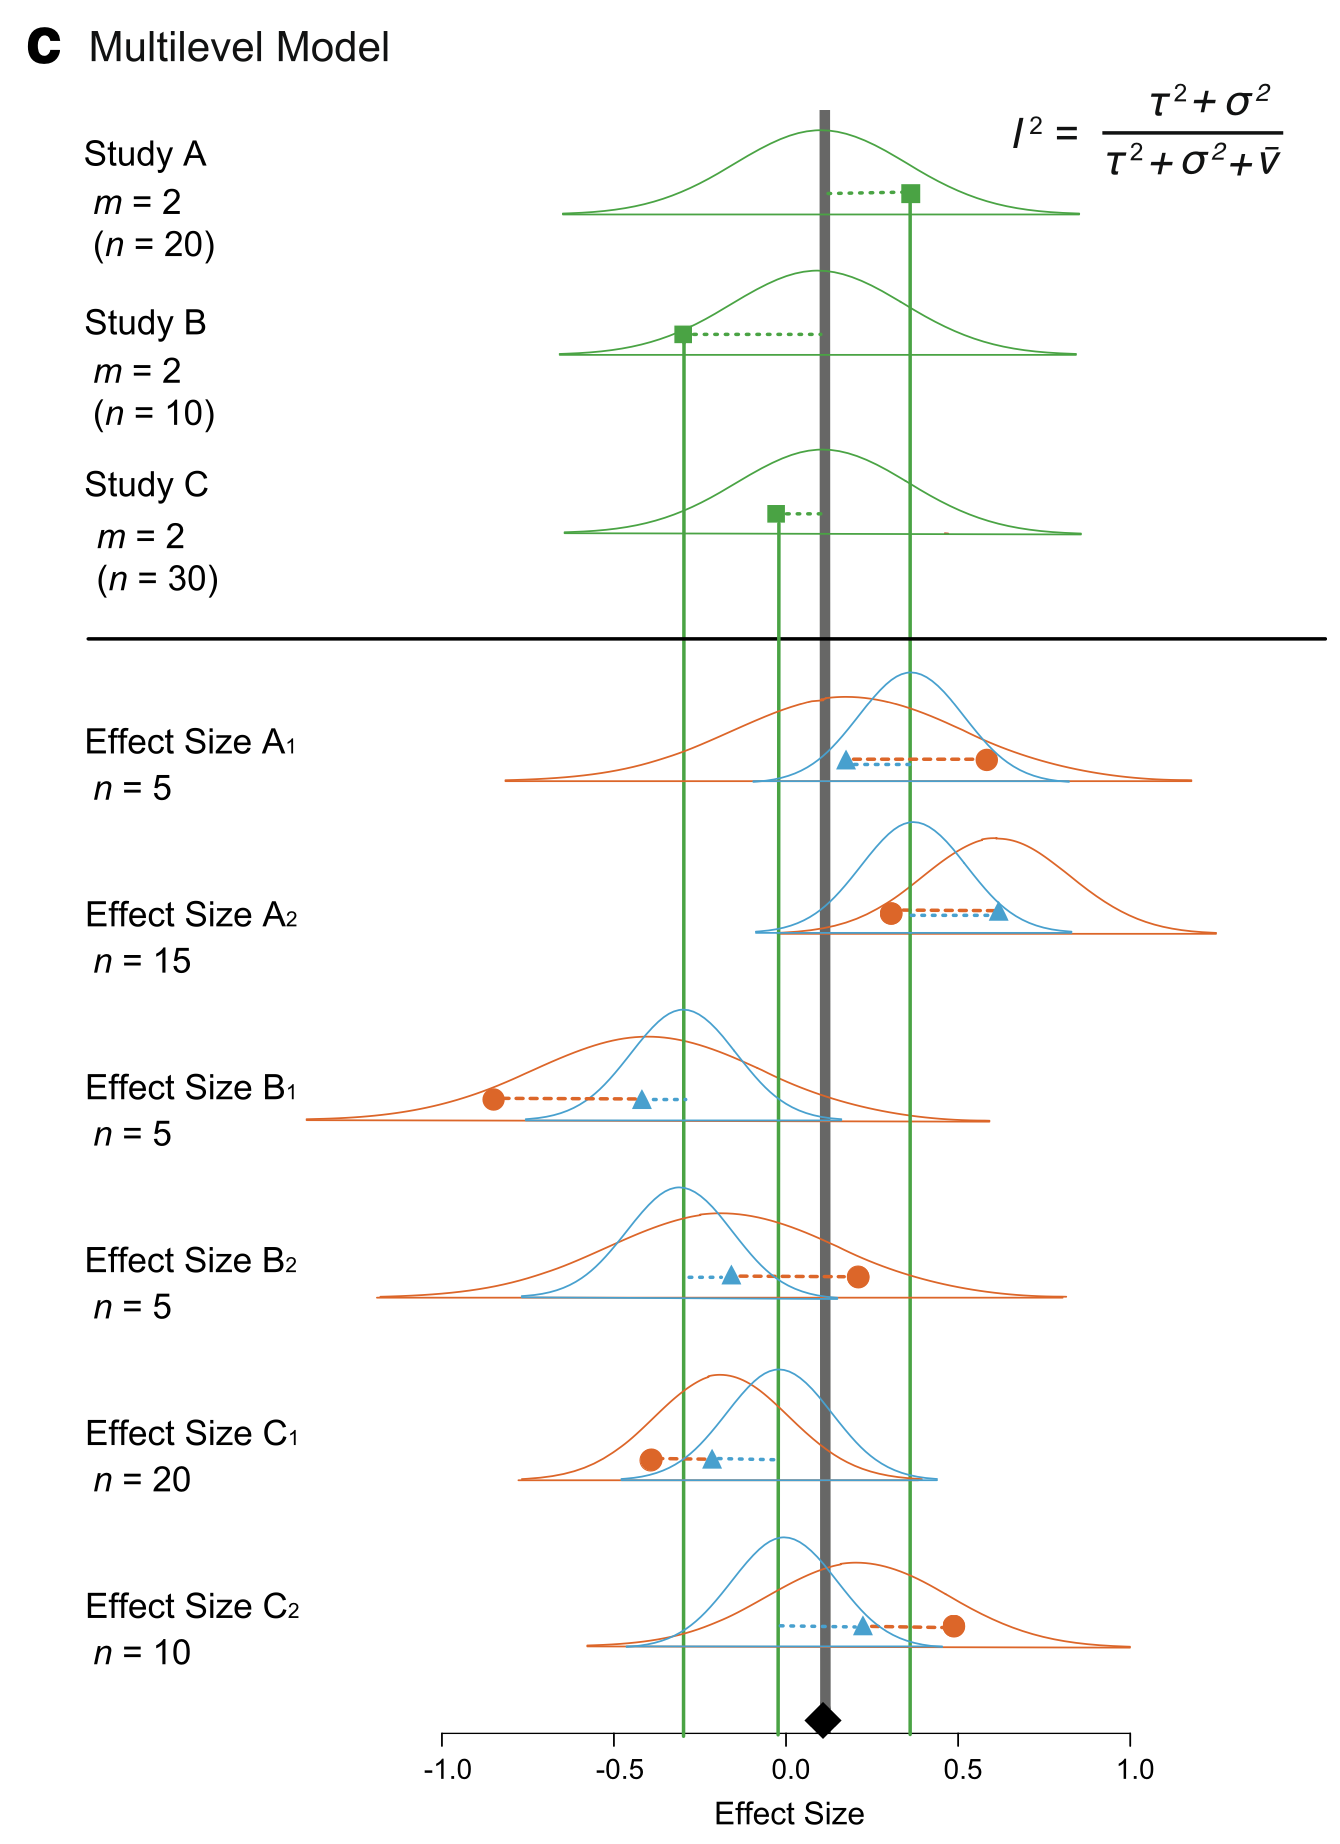 C Multilevel Model
I² = τ² + σ² / τ² + σ² + v̄
Study A
m = 2
(n = 20)
Study B
m = 2
(n = 10)
Study C
m = 2
(n = 30)
Effect Size A₁
n = 5
Effect Size A₂
n = 15
Effect Size B₁
n = 5
Effect Size B₂
n = 5
Effect Size C₁
n = 20
Effect Size C₂
n = 10
-1.0 -0.5 0.0 0.5 1.0
Effect Size